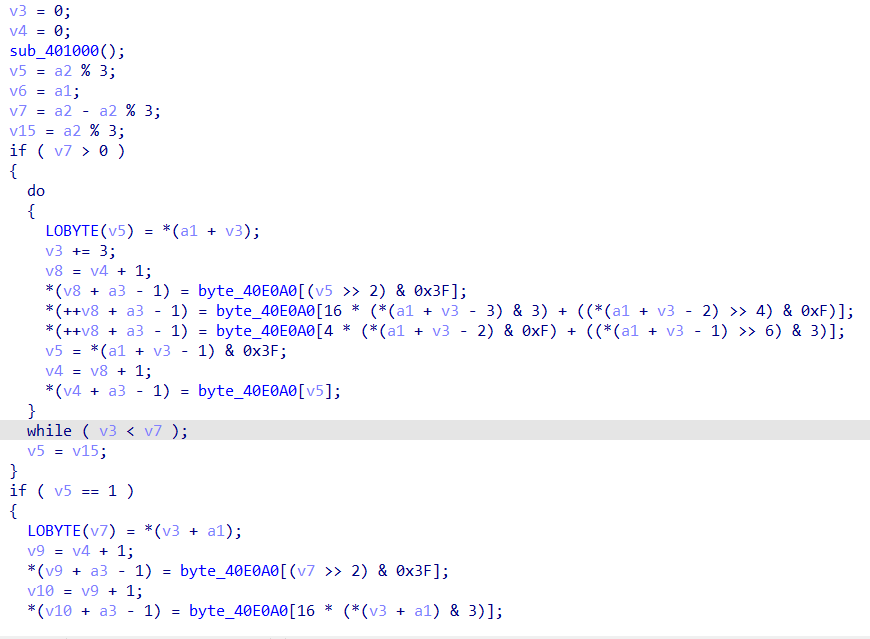 v3 = 0;
v4 = 0;
sub_401000();
v5 = a2 % 3;
v6 = a1;
v7 = a2 - a2 % 3;
v15 = a2 % 3;
if ( v7 > 0 )
{
do
{
LOBYTE(v5) = *(a1 + v3);
v3 += 3;
v8 = v4 + 1;
*(v8 + a3 - 1) = byte_40E0A0[(v5 >> 2) & 0x3F];
*(++v8 + a3 - 1) = byte_40E0A0[16 * (*(a1 + v3 - 3) & 3) + ((*(a1 + v3 - 2) >> 4) & 0xF)];
*(++v8 + a3 - 1) = byte_40E0A0[4 * (*(a1 + v3 - 2) & 0xF) + ((*(a1 + v3 - 1) >> 6) & 3)];
v5 = *(a1 + v3 - 1) & 0x3F;
v4 = v8 + 1;
*(v4 + a3 - 1) = byte_40E0A0[v5];
}
while ( v3 < v7 );
v5 = v15;
}
if ( v5 == 1 )
{
LOBYTE(v7) = *(v3 + a1);
v9 = v4 + 1;
*(v9 + a3 - 1) = byte_40E0A0[(v7 >> 2) & 0x3F];
v10 = v9 + 1;
*(v10 + a3 - 1) = byte_40E0A0[16 * (*(v3 + a1) & 3)];